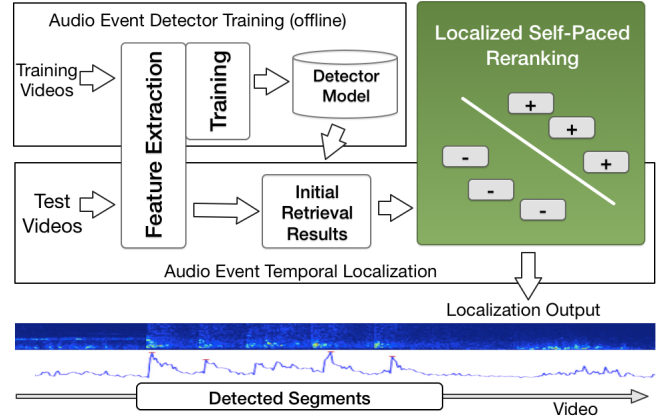 Audio Event Detector Training (offline)
Training
Videos
Feature Extraction
Training
Detector
Model
Localized Self-Paced
Reranking
+
+
+
-
-
-
Test
Videos
Initial
Retrieval
Results
Audio Event Temporal Localization
Localization Output
Detected Segments
Video